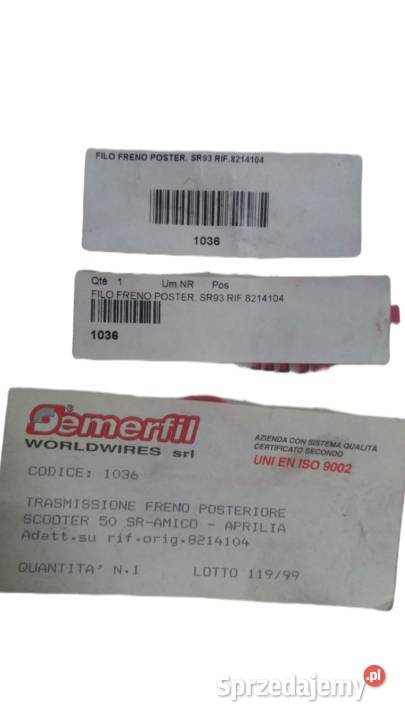 FILO FRENO POSTER. SR93 RIF.8214104
1036
Qté 1 Um NR Pos
FILO FRENO POSTER. SR93 RIF.8214104
1036
®
Demerfil
WORLDWIRES srl
AZIENDA CON SISTEMA QUALITÀ
CERTIFICATO SECONDO
UNI EN ISO 9002
CODICE: 1036
TRASMISSIONE FRENO POSTERIORE
SCOOTER 50 SR-AMICO - APRILIA
Adatt.su rif.orig.8214104
QUANTITA' N.1 LOTTO 119/99
Sprzedajemy.pl